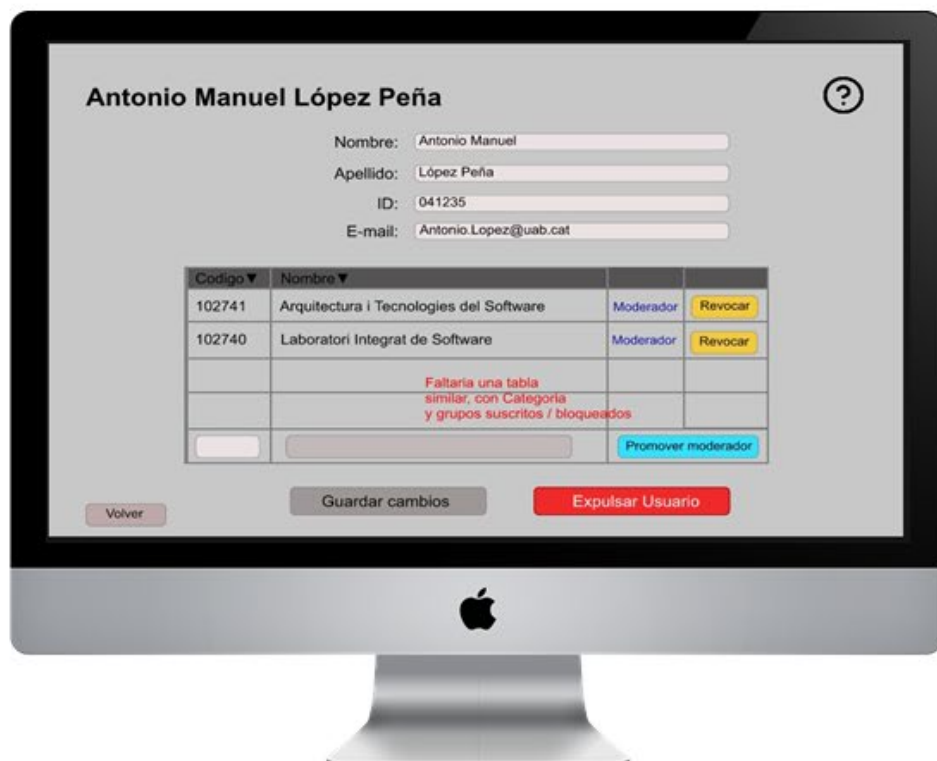 Antonio Manuel López Peña
?
Nombre: Antonio Manuel
Apellido: López Peña
ID: 041235
E-mail: Antonio.Lopez@uab.cat
Codigo▼ Nombre▼
102741 Arquitectura i Tecnologies del Software Moderador Revocar
102740 Laboratori Integrat de Software Moderador Revocar
Faltaria una tabla
similar, con Categoria
y grupos suscritos / bloqueados
Promover moderador
Guardar cambios Expulsar Usuario
Volver